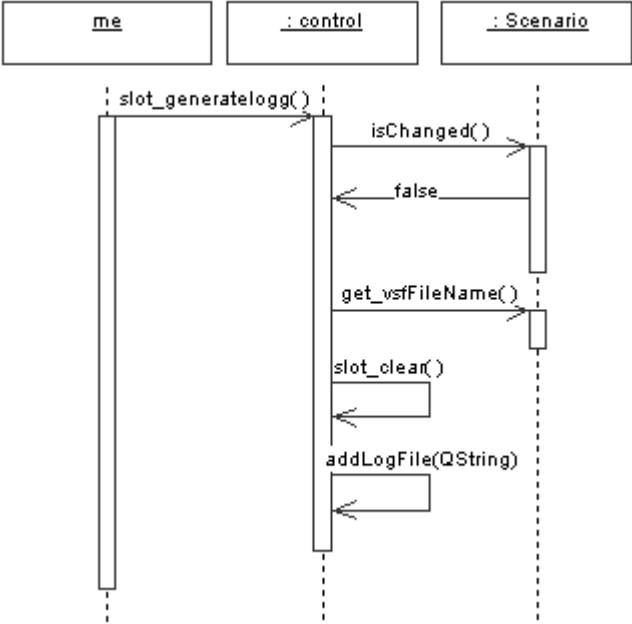 me
: control
: Scenario
slot_generatelogg( )
isChanged( )
false
get_vsfFileName( )
slot_clear( )
addLogFile(QString)